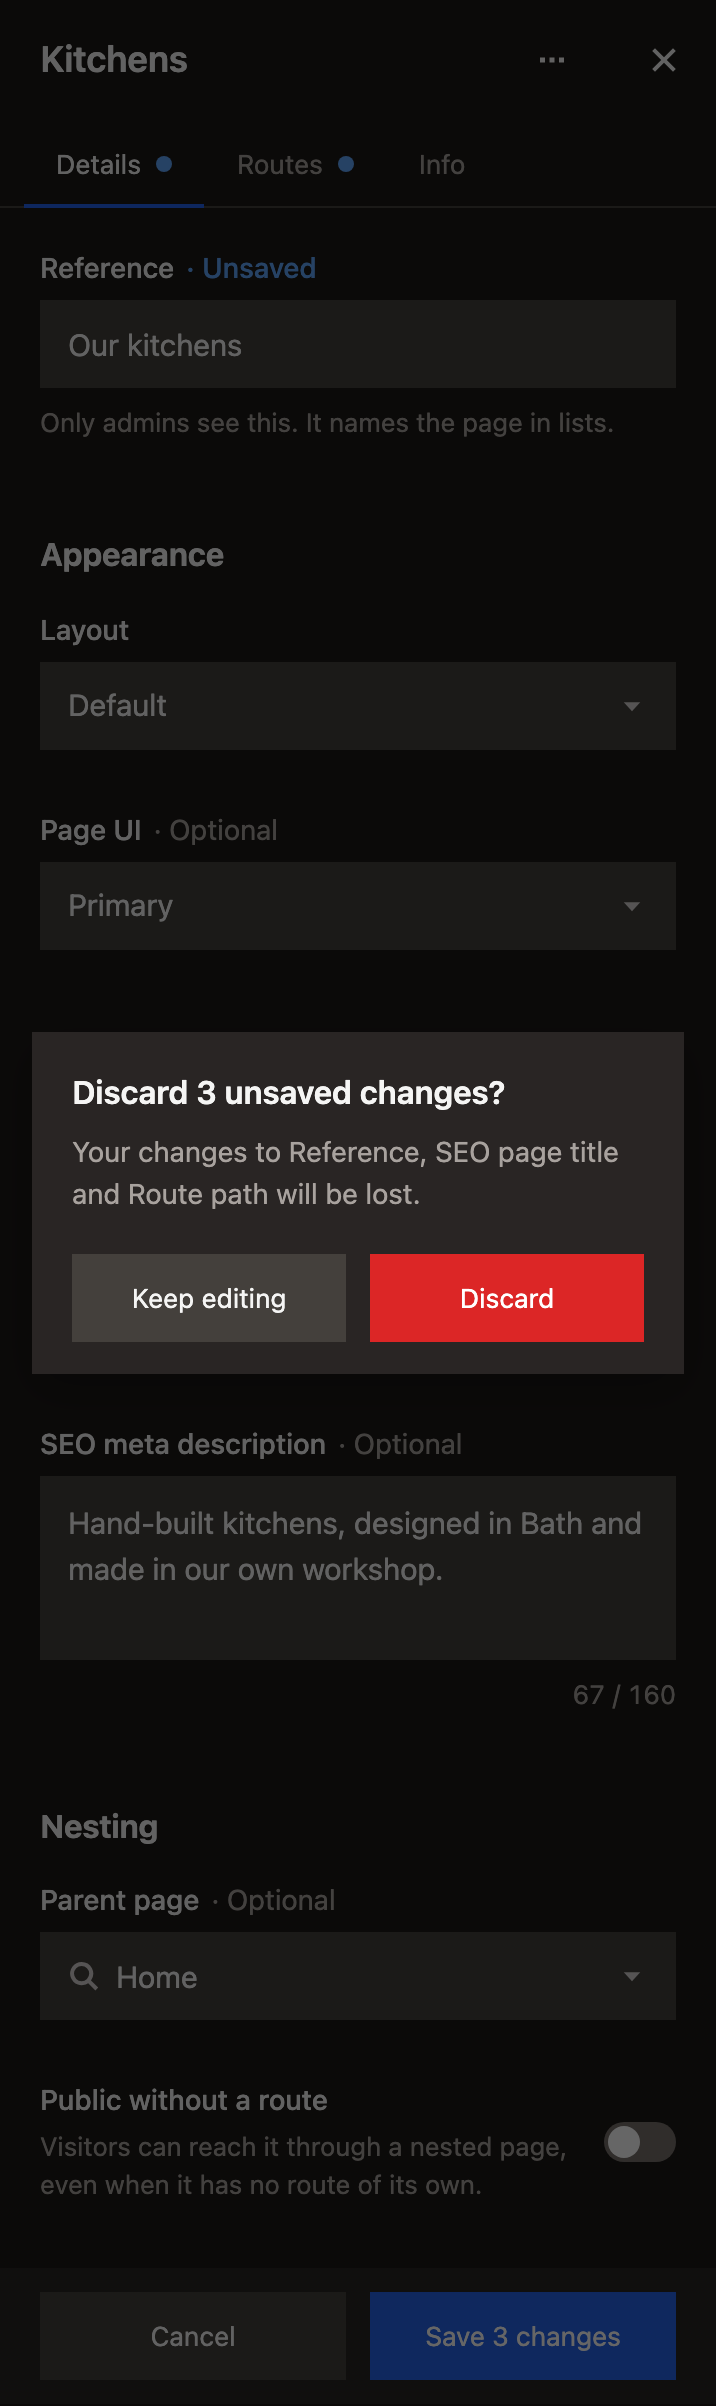 Kitchens
Details
Routes
Info
Reference · Unsaved
Our kitchens
Only admins see this. It names the page in lists.
Appearance
Layout
Default
Page UI · Optional
Primary
Discard 3 unsaved changes?
Your changes to Reference, SEO page title
and Route path will be lost.
Keep editing
Discard
SEO meta description · Optional
Hand-built kitchens, designed in Bath and
made in our own workshop.
67 / 160
Nesting
Parent page · Optional
Home
Public without a route
Visitors can reach it through a nested page,
even when it has no route of its own.
Cancel
Save 3 changes